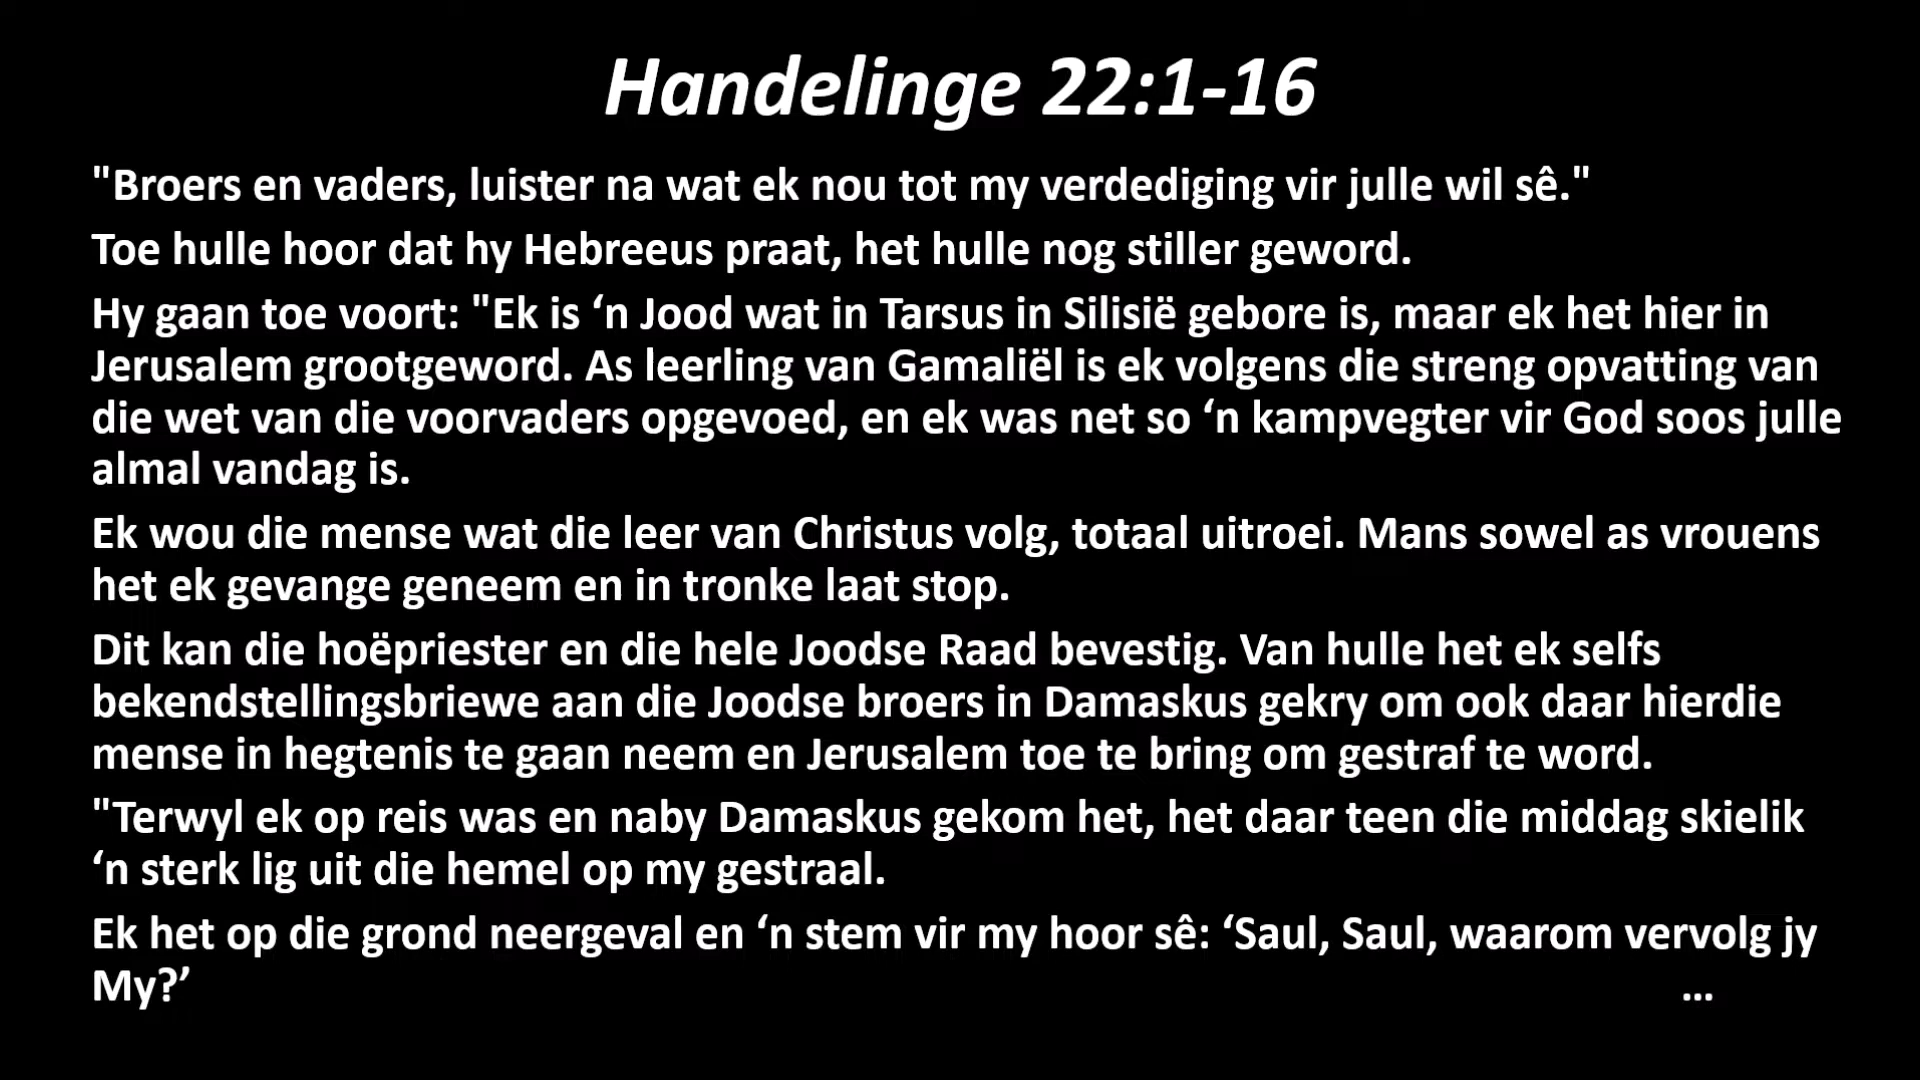 Handelinge 22:1-16
"Broers en vaders, luister na wat ek nou tot my verdediging vir julle wil sê."
Toe hulle hoor dat hy Hebreeus praat, het hulle nog stiller geword.
Hy gaan toe voort: "Ek is ‘n Jood wat in Tarsus in Silisië gebore is, maar ek het hier in
Jerusalem grootgeword. As leerling van Gamaliël is ek volgens die streng opvatting van
die wet van die voorvaders opgevoed, en ek was net so ‘n kampvegter vir God soos julle
almal vandag is.
Ek wou die mense wat die leer van Christus volg, totaal uitroei. Mans sowel as vrouens
het ek gevange geneem en in tronke laat stop.
Dit kan die hoëpriester en die hele Joodse Raad bevestig. Van hulle het ek selfs
bekendstellingsbriewe aan die Joodse broers in Damaskus gekry om ook daar hierdie
mense in hegtenis te gaan neem en Jerusalem toe te bring om gestraf te word.
"Terwyl ek op reis was en naby Damaskus gekom het, het daar teen die middag skielik
‘n sterk lig uit die hemel op my gestraal.
Ek het op die grond neergeval en ‘n stem vir my hoor sê: ‘Saul, Saul, waarom vervolg jy
My?’ …